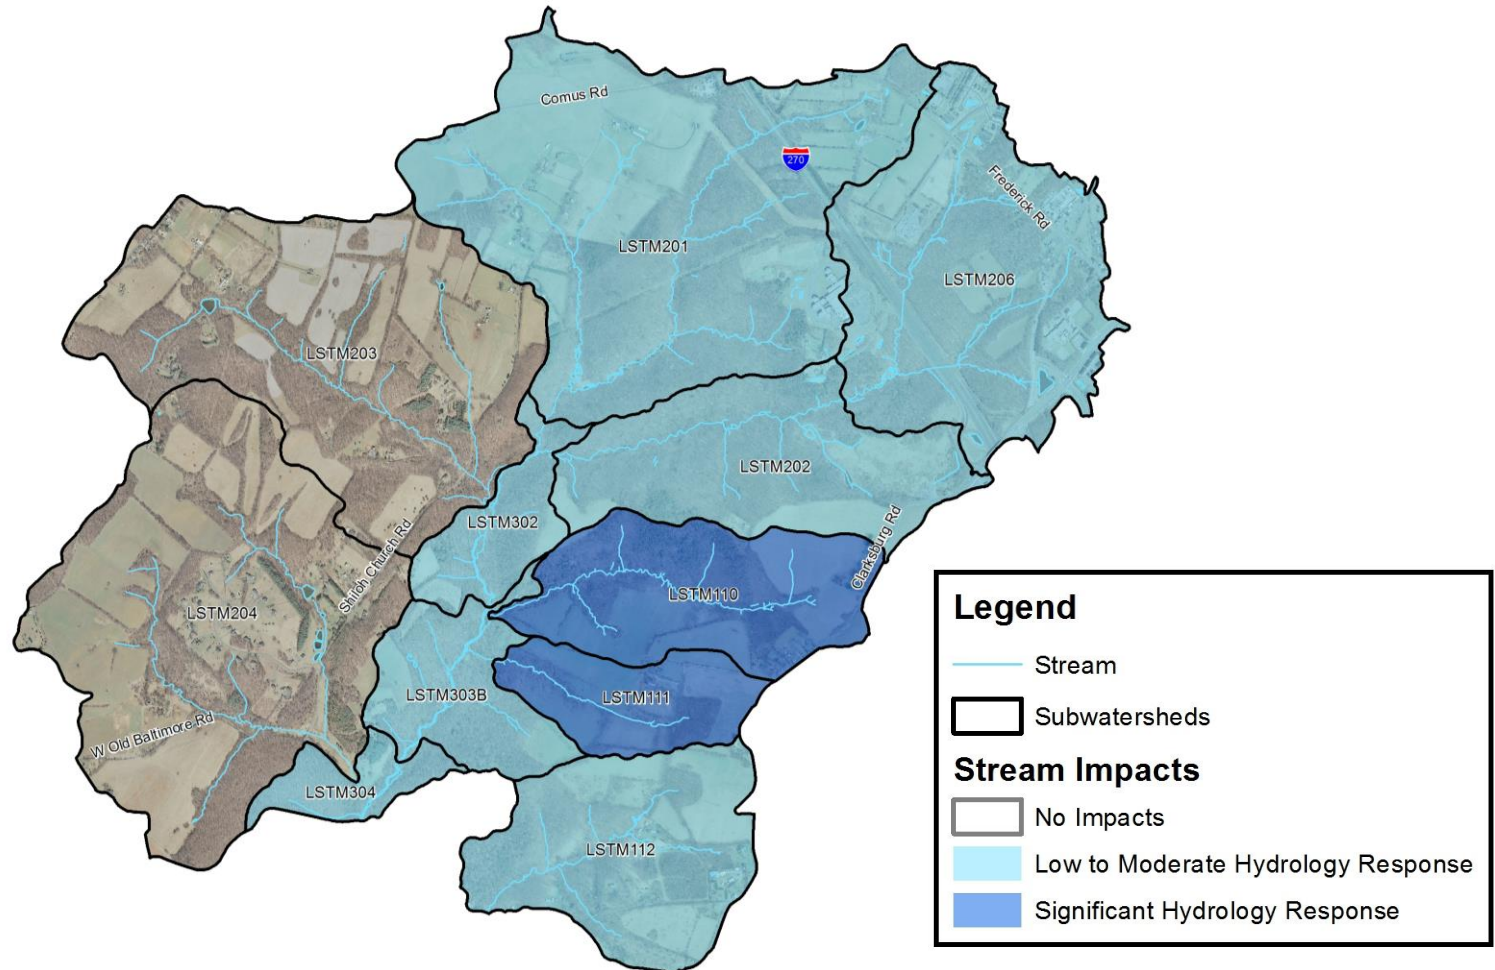 Comus Rd
270
Frederick Rd
LSTM201
LSTM206
LSTM203
LSTM202
LSTM302
Clarksburg Rd
Shiloh Church Rd
LSTM110
LSTM204
LSTM303B
LSTM111
W Old Baltimore Rd
LSTM304
LSTM112
Legend
Stream
Subwatersheds
Stream Impacts
No Impacts
Low to Moderate Hydrology Response
Significant Hydrology Response